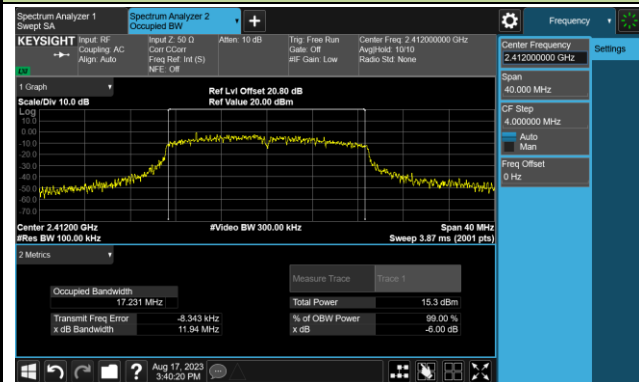 Spectrum Analyzer 1
Swept SA
Spectrum Analyzer 2
Occupied BW
Frequency
KEYSIGHT
Input: RF
Coupling: AC
Align: Auto
Input Z: 50 Ω
Corr CCorr
Freq Ref: Int (S)
NFE: Off
Atten: 10 dB
Trig: Free Run
Gate: Off
#IF Gain: Low
Center Freq: 2.412000000 GHz
Avg|Hold: 10/10
Radio Std: None
1 Graph
Scale/Div 10.0 dB
Ref Lvl Offset 20.80 dB
Ref Value 20.00 dBm
Log
10.0
0.00
-10.0
-20.0
-30.0
-40.0
-50.0
-60.0
-70.0
Center 2.41200 GHz
#Res BW 100.00 kHz
#Video BW 300.00 kHz
Span 40 MHz
Sweep 3.87 ms (2001 pts)
2 Metrics
Measure Trace
Trace 1
Occupied Bandwidth
17.231 MHz
Total Power
15.3 dBm
Transmit Freq Error
-8.343 kHz
% of OBW Power
99.00 %
x dB Bandwidth
11.94 MHz
x dB
-6.00 dB
Aug 17, 2023
3:40:20 PM
Center Frequency
2.412000000 GHz
Settings
Span
40.000 MHz
CF Step
4.000000 MHz
Auto
Man
Freq Offset
0 Hz